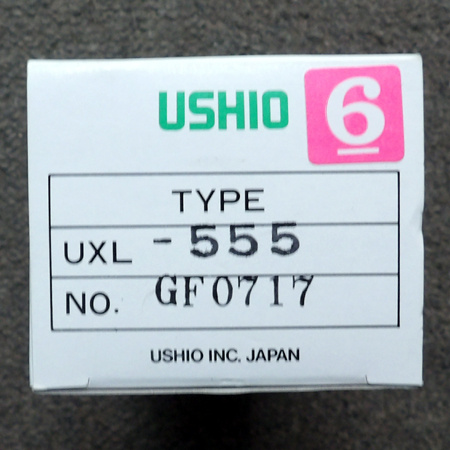 USHIO 6
TYPE
UXL -555
NO. GF0717
USHIO INC. JAPAN